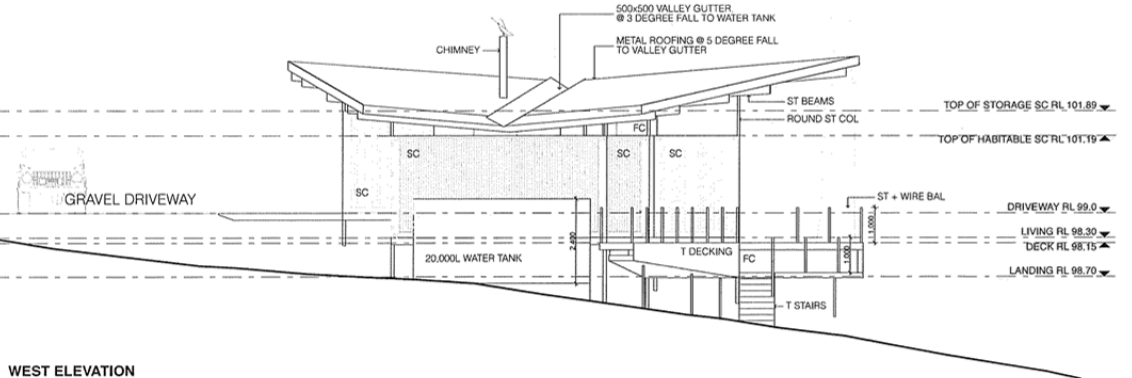 500x500 VALLEY GUTTER
@ 3 DEGREE FALL TO WATER TANK
METAL ROOFING @ 5 DEGREE FALL
TO VALLEY GUTTER
CHIMNEY
ST BEAMS
ROUND ST COL
TOP OF STORAGE SC RL 101.89
FC
TOP OF HABITABLE SC RL 101.19
SC
SC
SC
SC
GRAVEL DRIVEWAY
ST + WIRE BAL
DRIVEWAY RL 99.0
1,000
LIVING RL 98.30
2,400
T DECKING
DECK RL 98.15
20,000L WATER TANK
FC
1,000
LANDING RL 98.70
T STAIRS
WEST ELEVATION